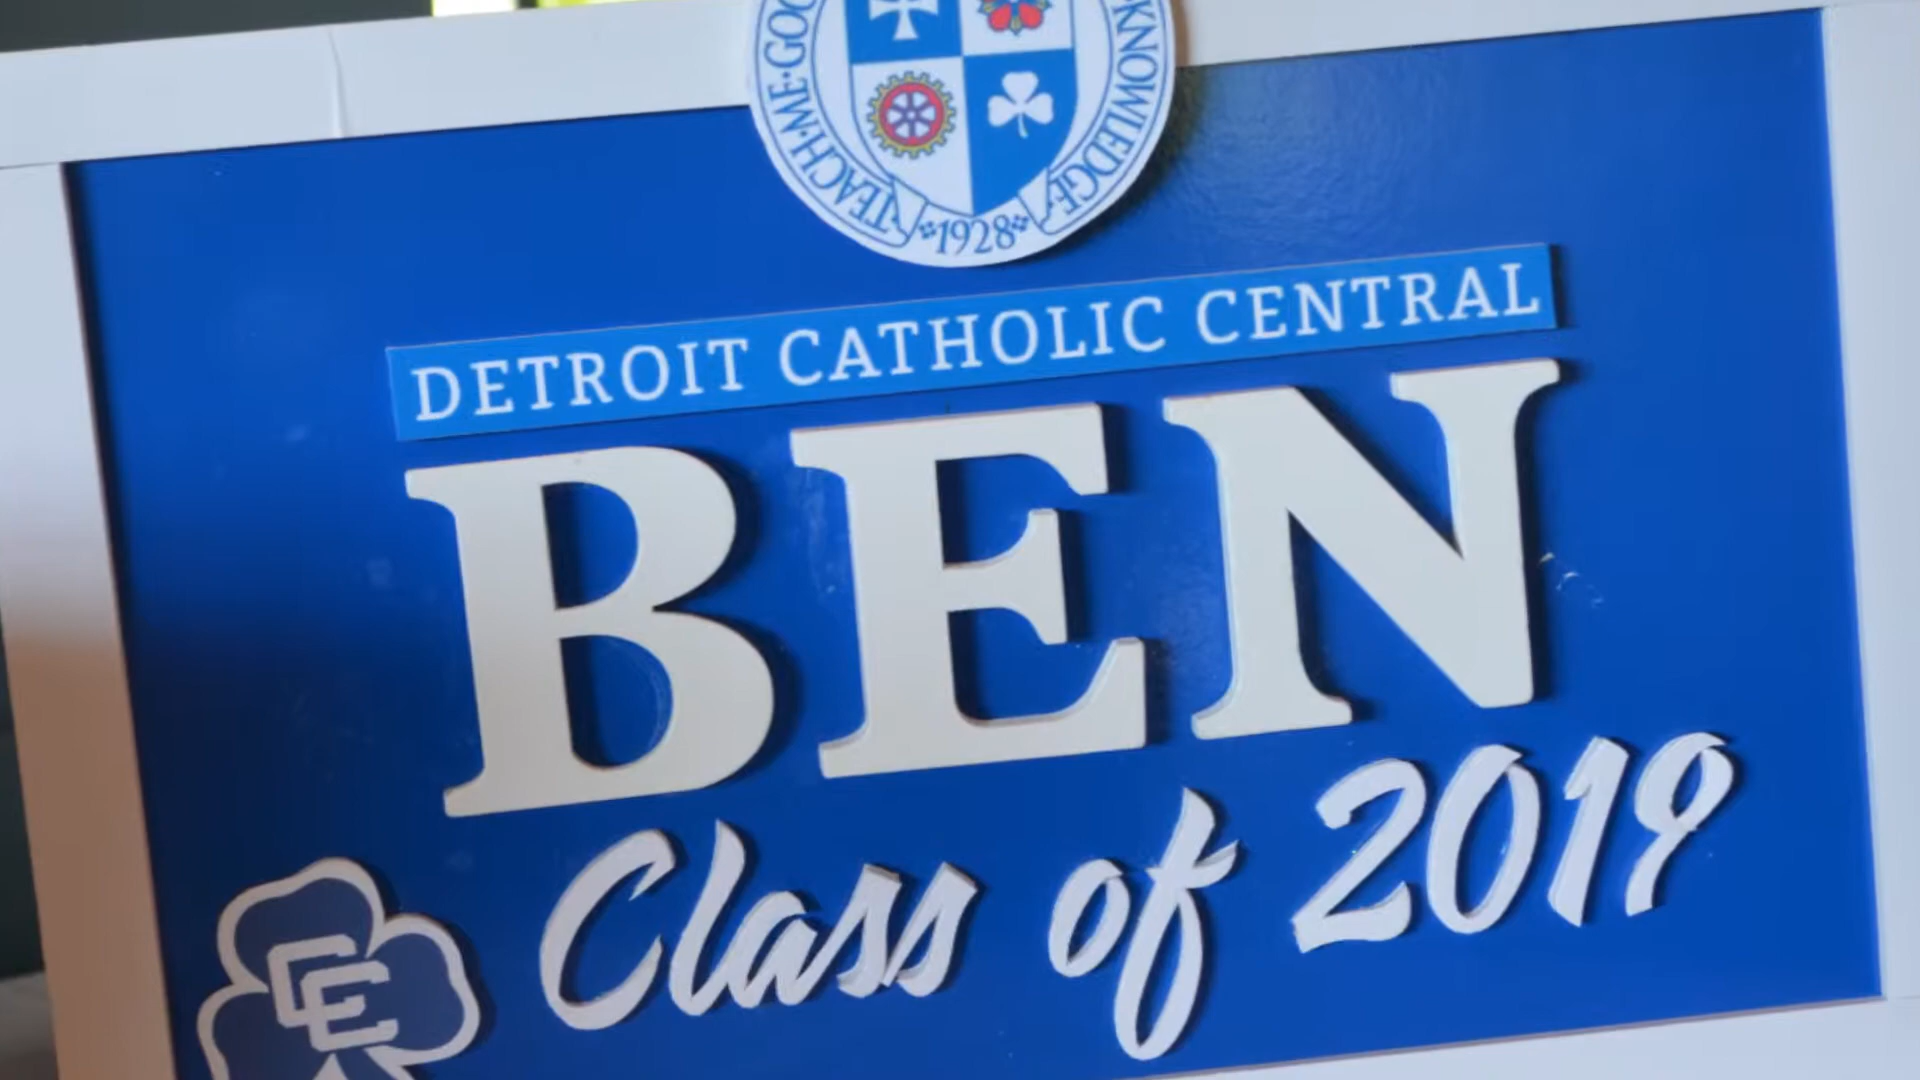 TEACH·ME·GOO
KNOWLEDGE
1928
DETROIT CATHOLIC CENTRAL
BEN
Class of 2019
CC